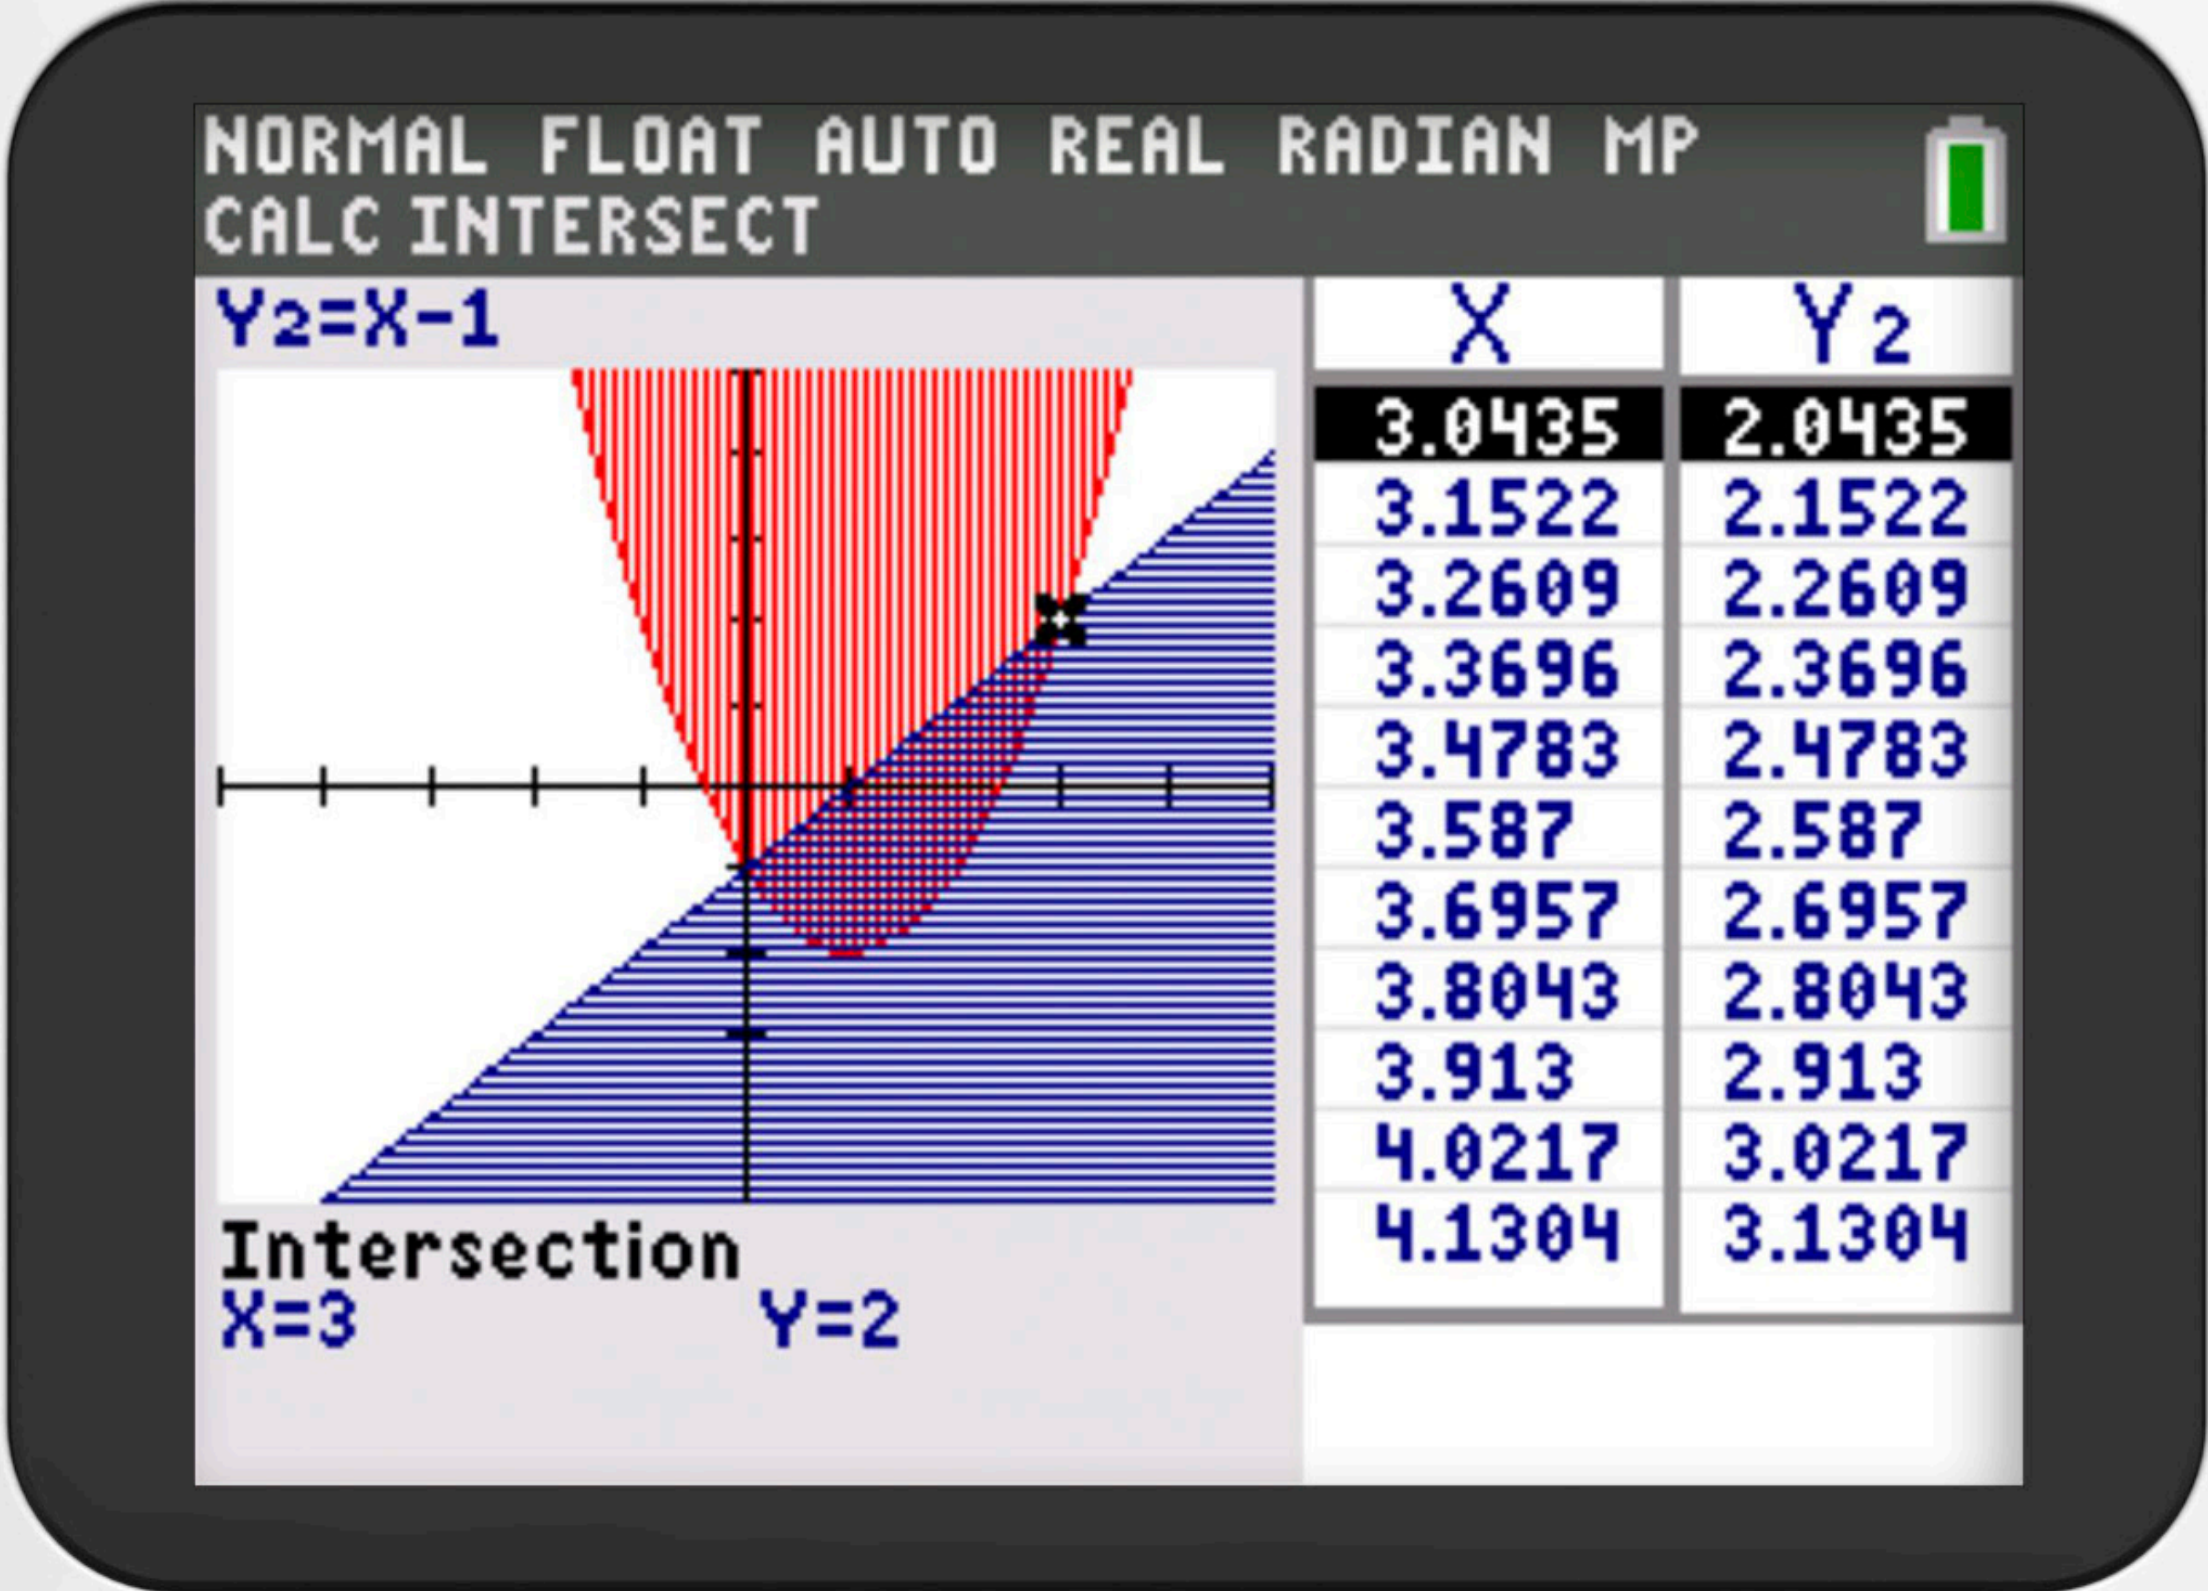 NORMAL FLOAT AUTO REAL RADIAN MP
CALC INTERSECT
Y2=X-1
Intersection
X=3 Y=2
X Y2
3.0435 2.0435
3.1522 2.1522
3.2609 2.2609
3.3696 2.3696
3.4783 2.4783
3.587 2.587
3.6957 2.6957
3.8043 2.8043
3.913 2.913
4.0217 3.0217
4.1304 3.1304